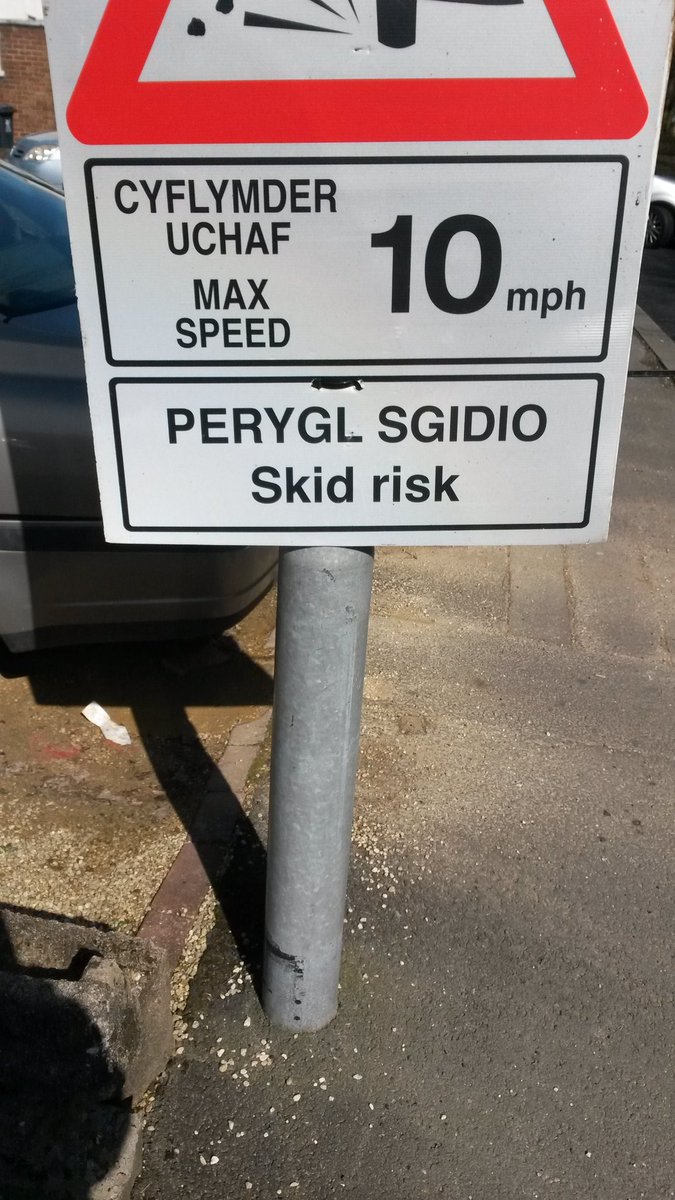 CYFLYMDER
UCHAF
MAX
SPEED
10 mph
PERYGL SGIDIO
Skid risk